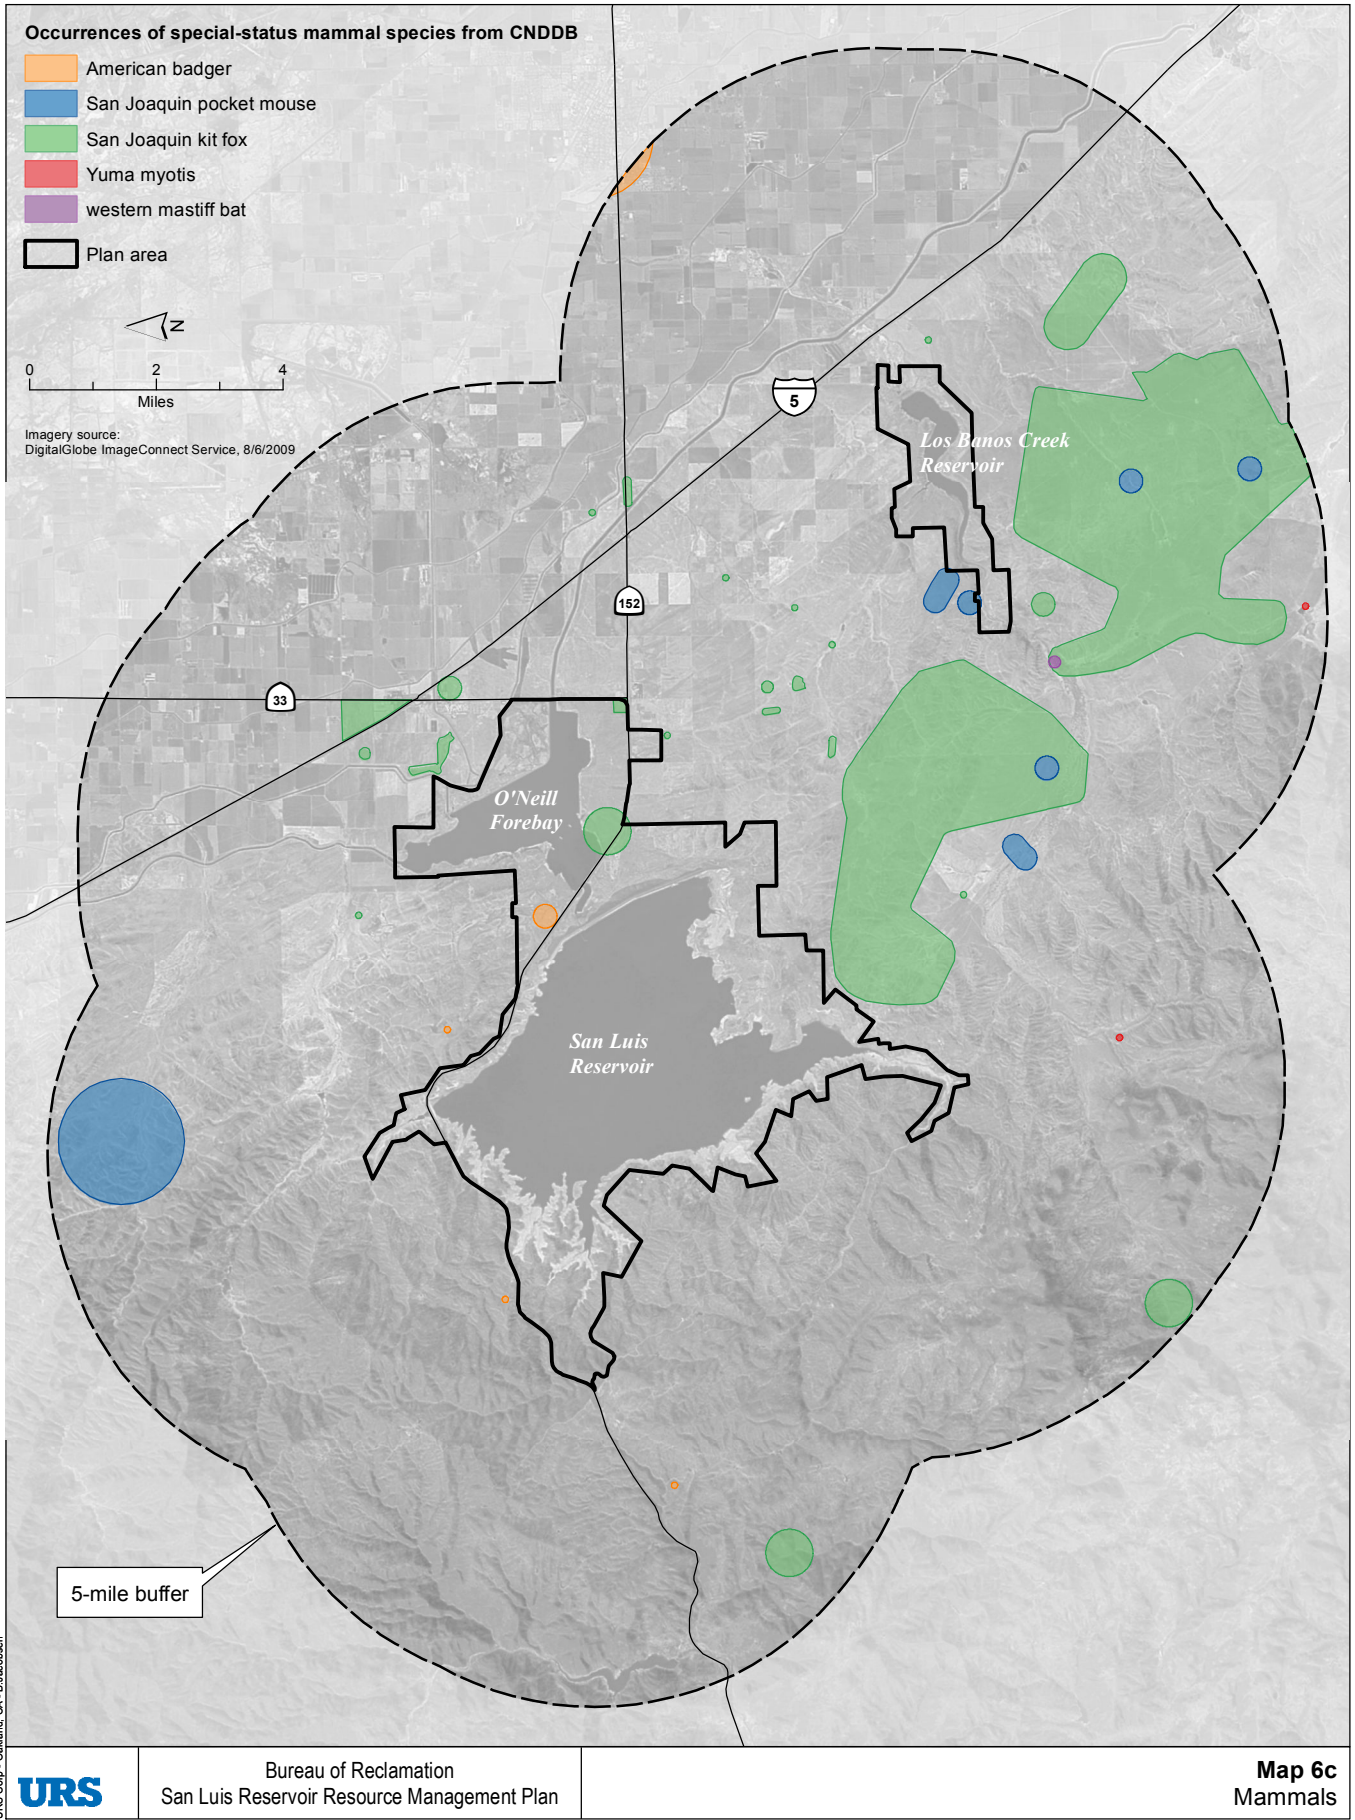 Occurrences of special-status mammal species from CNDDB
American badger
San Joaquin pocket mouse
San Joaquin kit fox
Yuma myotis
western mastiff bat
Plan area
N
0 2 4
Miles
Imagery source:
DigitalGlobe ImageConnect Service, 8/6/2009
5
Los Banos Creek
Reservoir
152
33
O'Neill
Forebay
San Luis
Reservoir
5-mile buffer
URS
Bureau of Reclamation
San Luis Reservoir Resource Management Plan
Map 6c
Mammals